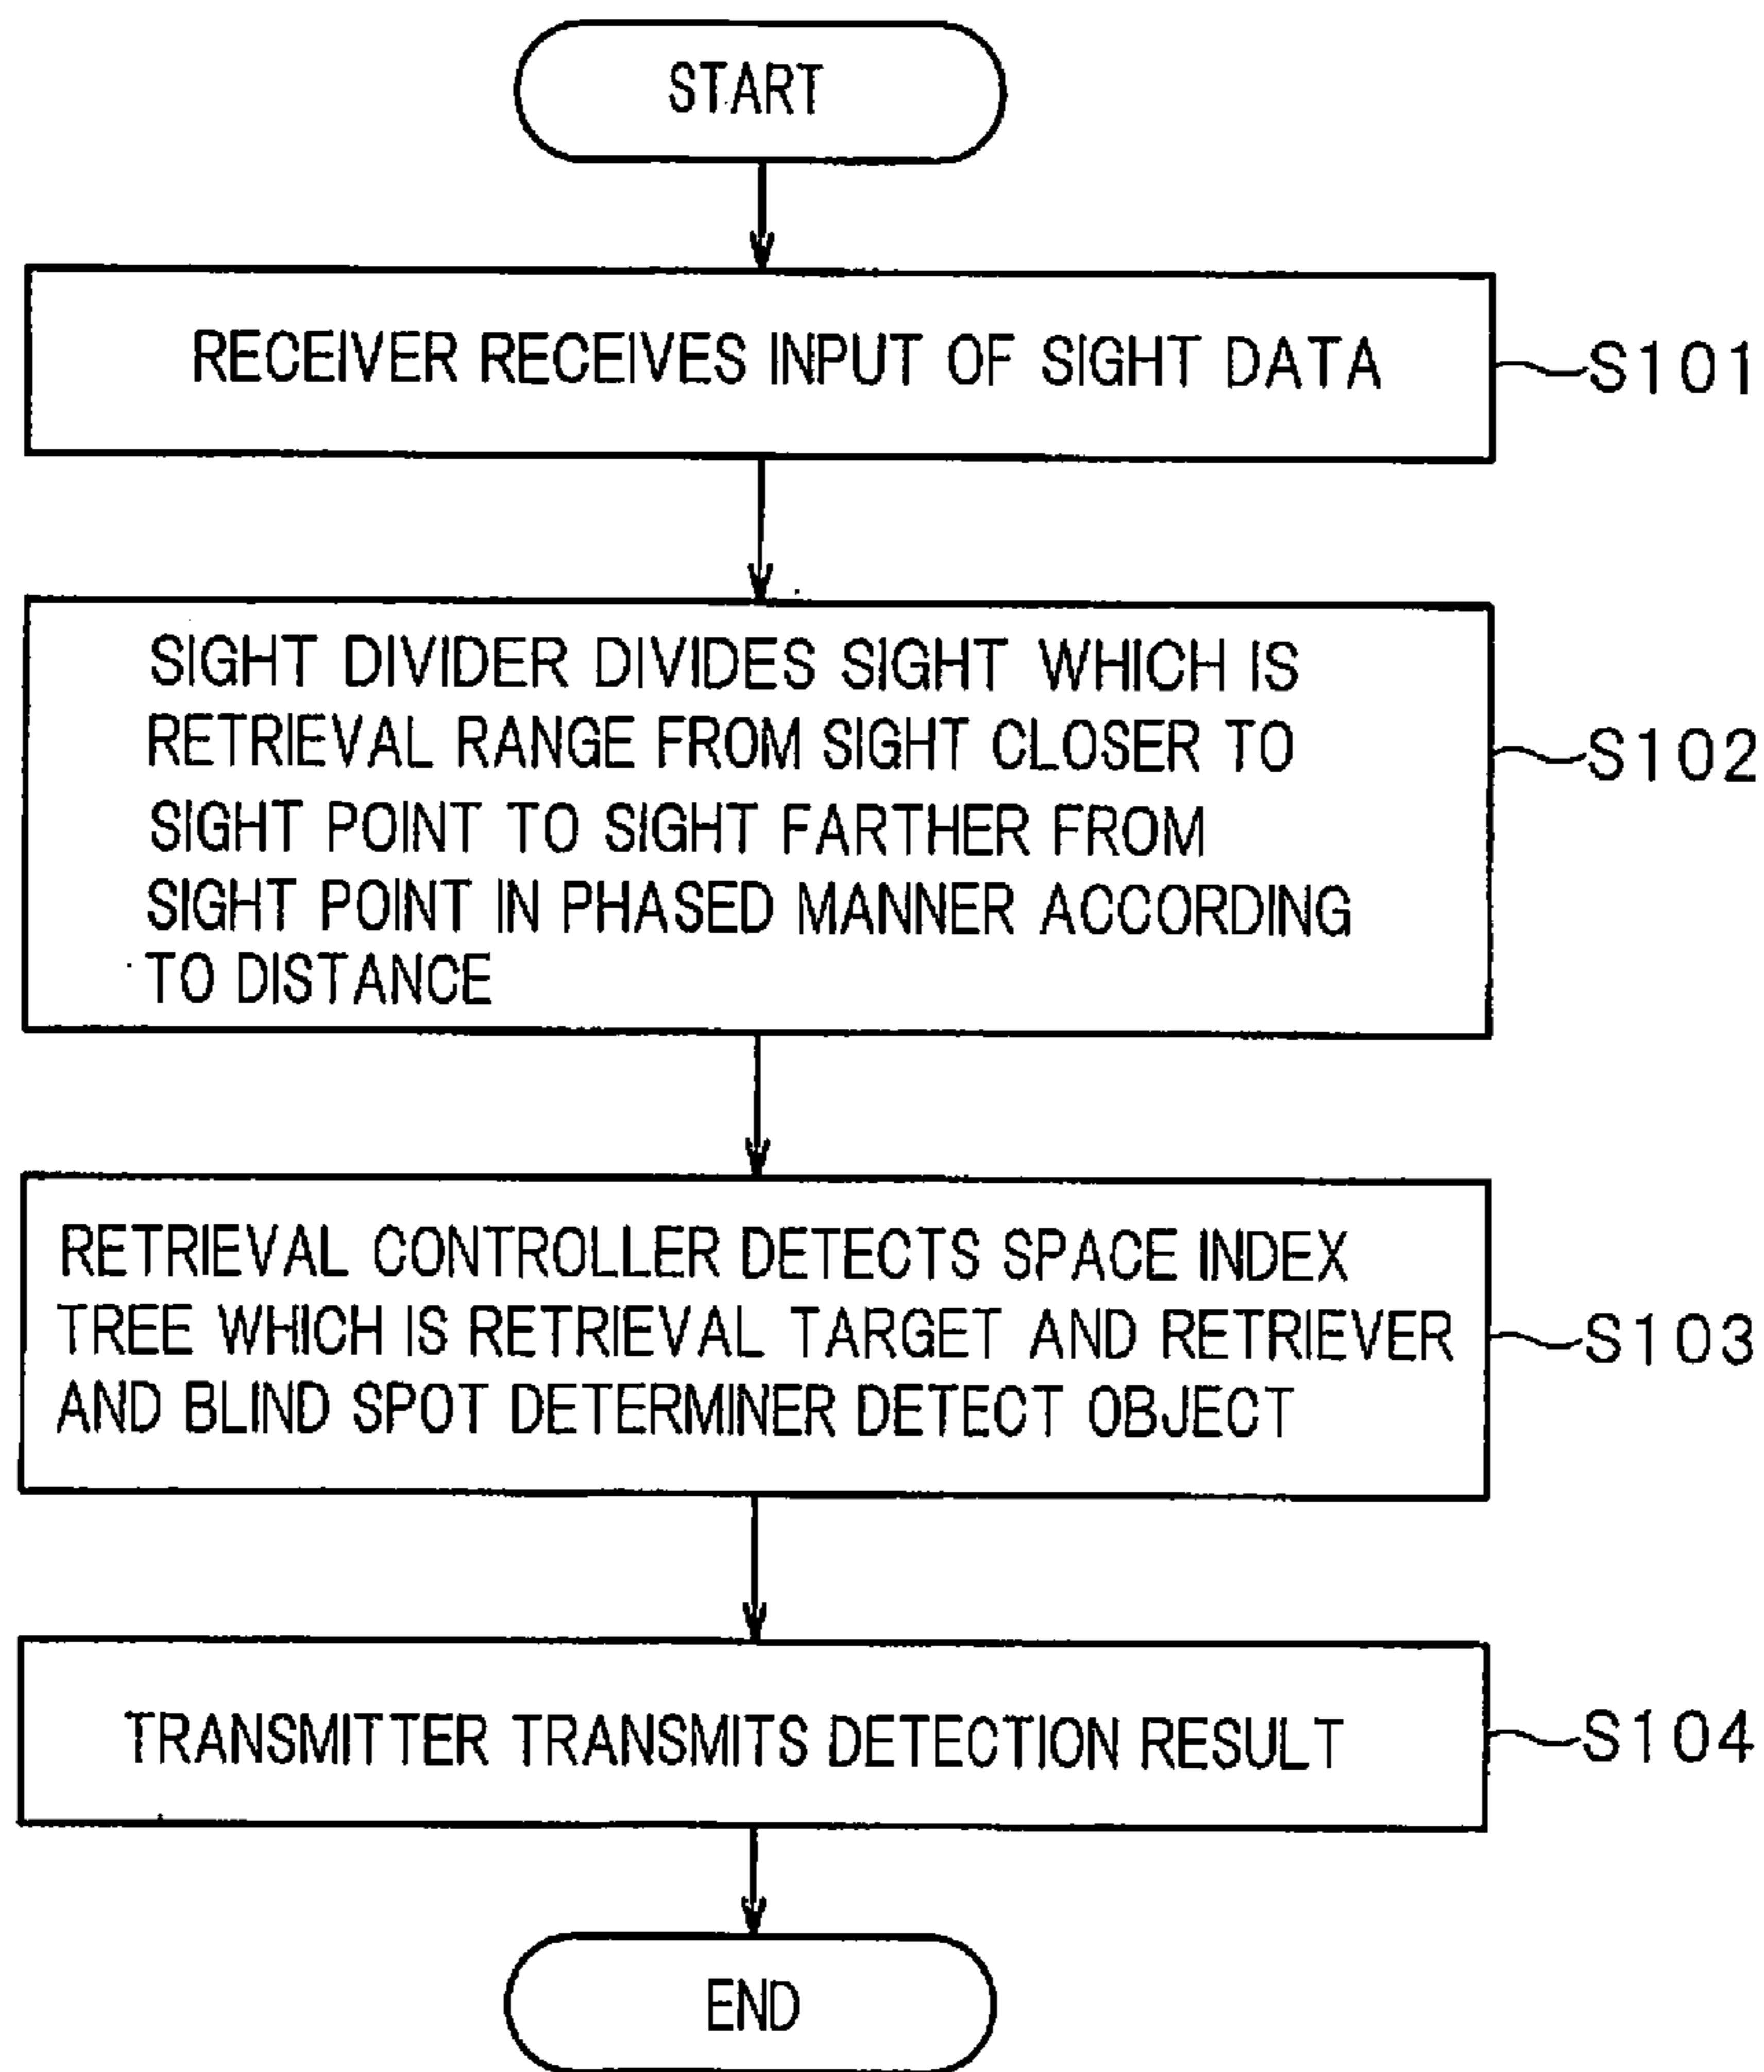 START
RECEIVER RECEIVES INPUT OF SIGHT DATA
S101
SIGHT DIVIDER DIVIDES SIGHT WHICH IS
RETRIEVAL RANGE FROM SIGHT CLOSER TO
SIGHT POINT TO SIGHT FARTHER FROM
SIGHT POINT IN PHASED MANNER ACCORDING
TO DISTANCE
S102
RETRIEVAL CONTROLLER DETECTS SPACE INDEX
TREE WHICH IS RETRIEVAL TARGET AND RETRIEVER
AND BLIND SPOT DETERMINER DETECT OBJECT
S103
TRANSMITTER TRANSMITS DETECTION RESULT
S104
END